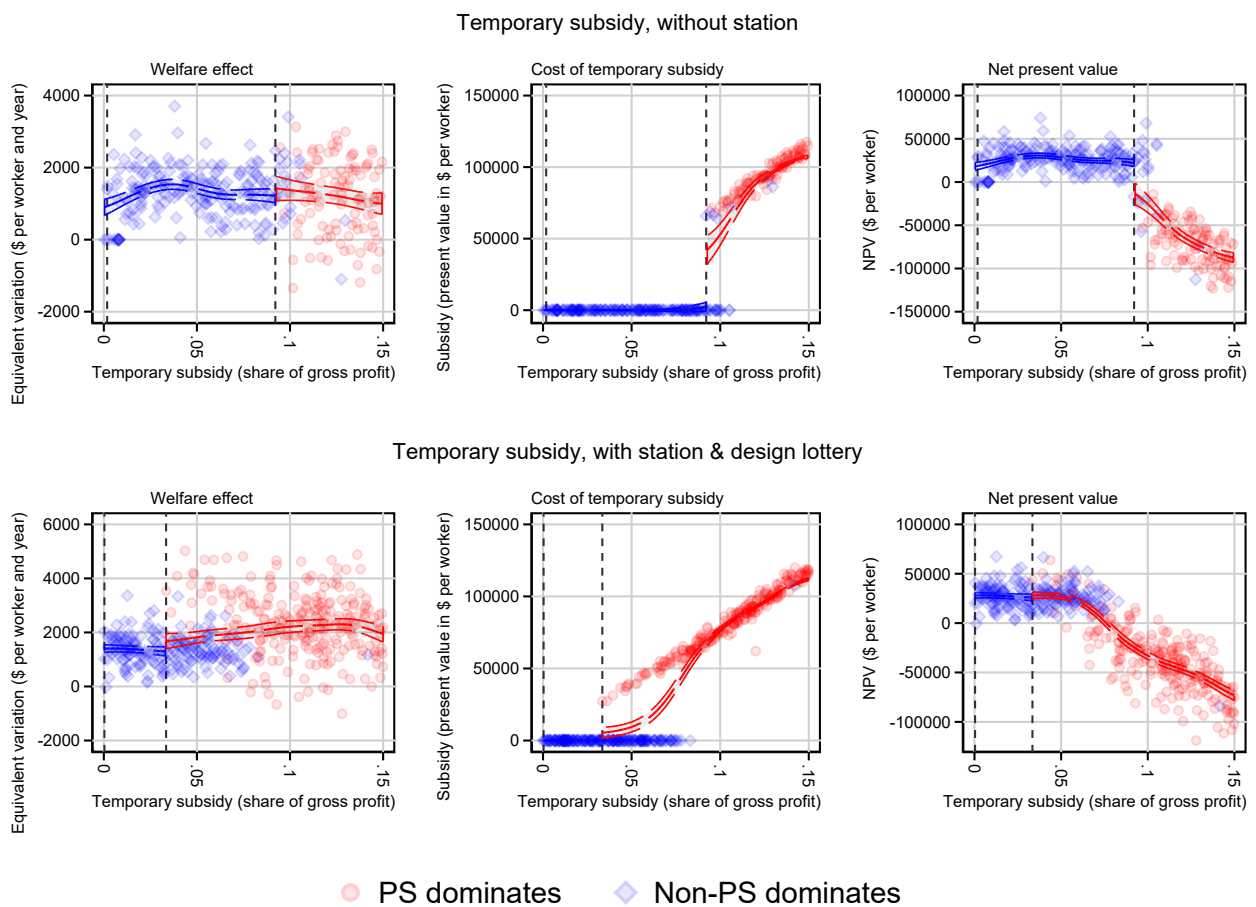 Temporary subsidy, without station
Welfare effect
Equivalent variation ($ per worker and year)
4000
2000
0
-2000
0
.05
.1
.15
Temporary subsidy (share of gross profit)
Cost of temporary subsidy
Subsidy (present value in $ per worker)
150000
100000
50000
0
0
.05
.1
.15
Temporary subsidy (share of gross profit)
Net present value
NPV ($ per worker)
100000
50000
0
-50000
-100000
-150000
0
.05
.1
.15
Temporary subsidy (share of gross profit)
Temporary subsidy, with station & design lottery
Welfare effect
Equivalent variation ($ per worker and year)
6000
4000
2000
0
-2000
0
.05
.1
.15
Temporary subsidy (share of gross profit)
Cost of temporary subsidy
Subsidy (present value in $ per worker)
150000
100000
50000
0
0
.05
.1
.15
Temporary subsidy (share of gross profit)
Net present value
NPV ($ per worker)
100000
50000
0
-50000
-100000
0
.05
.1
.15
Temporary subsidy (share of gross profit)
PS dominates
Non-PS dominates